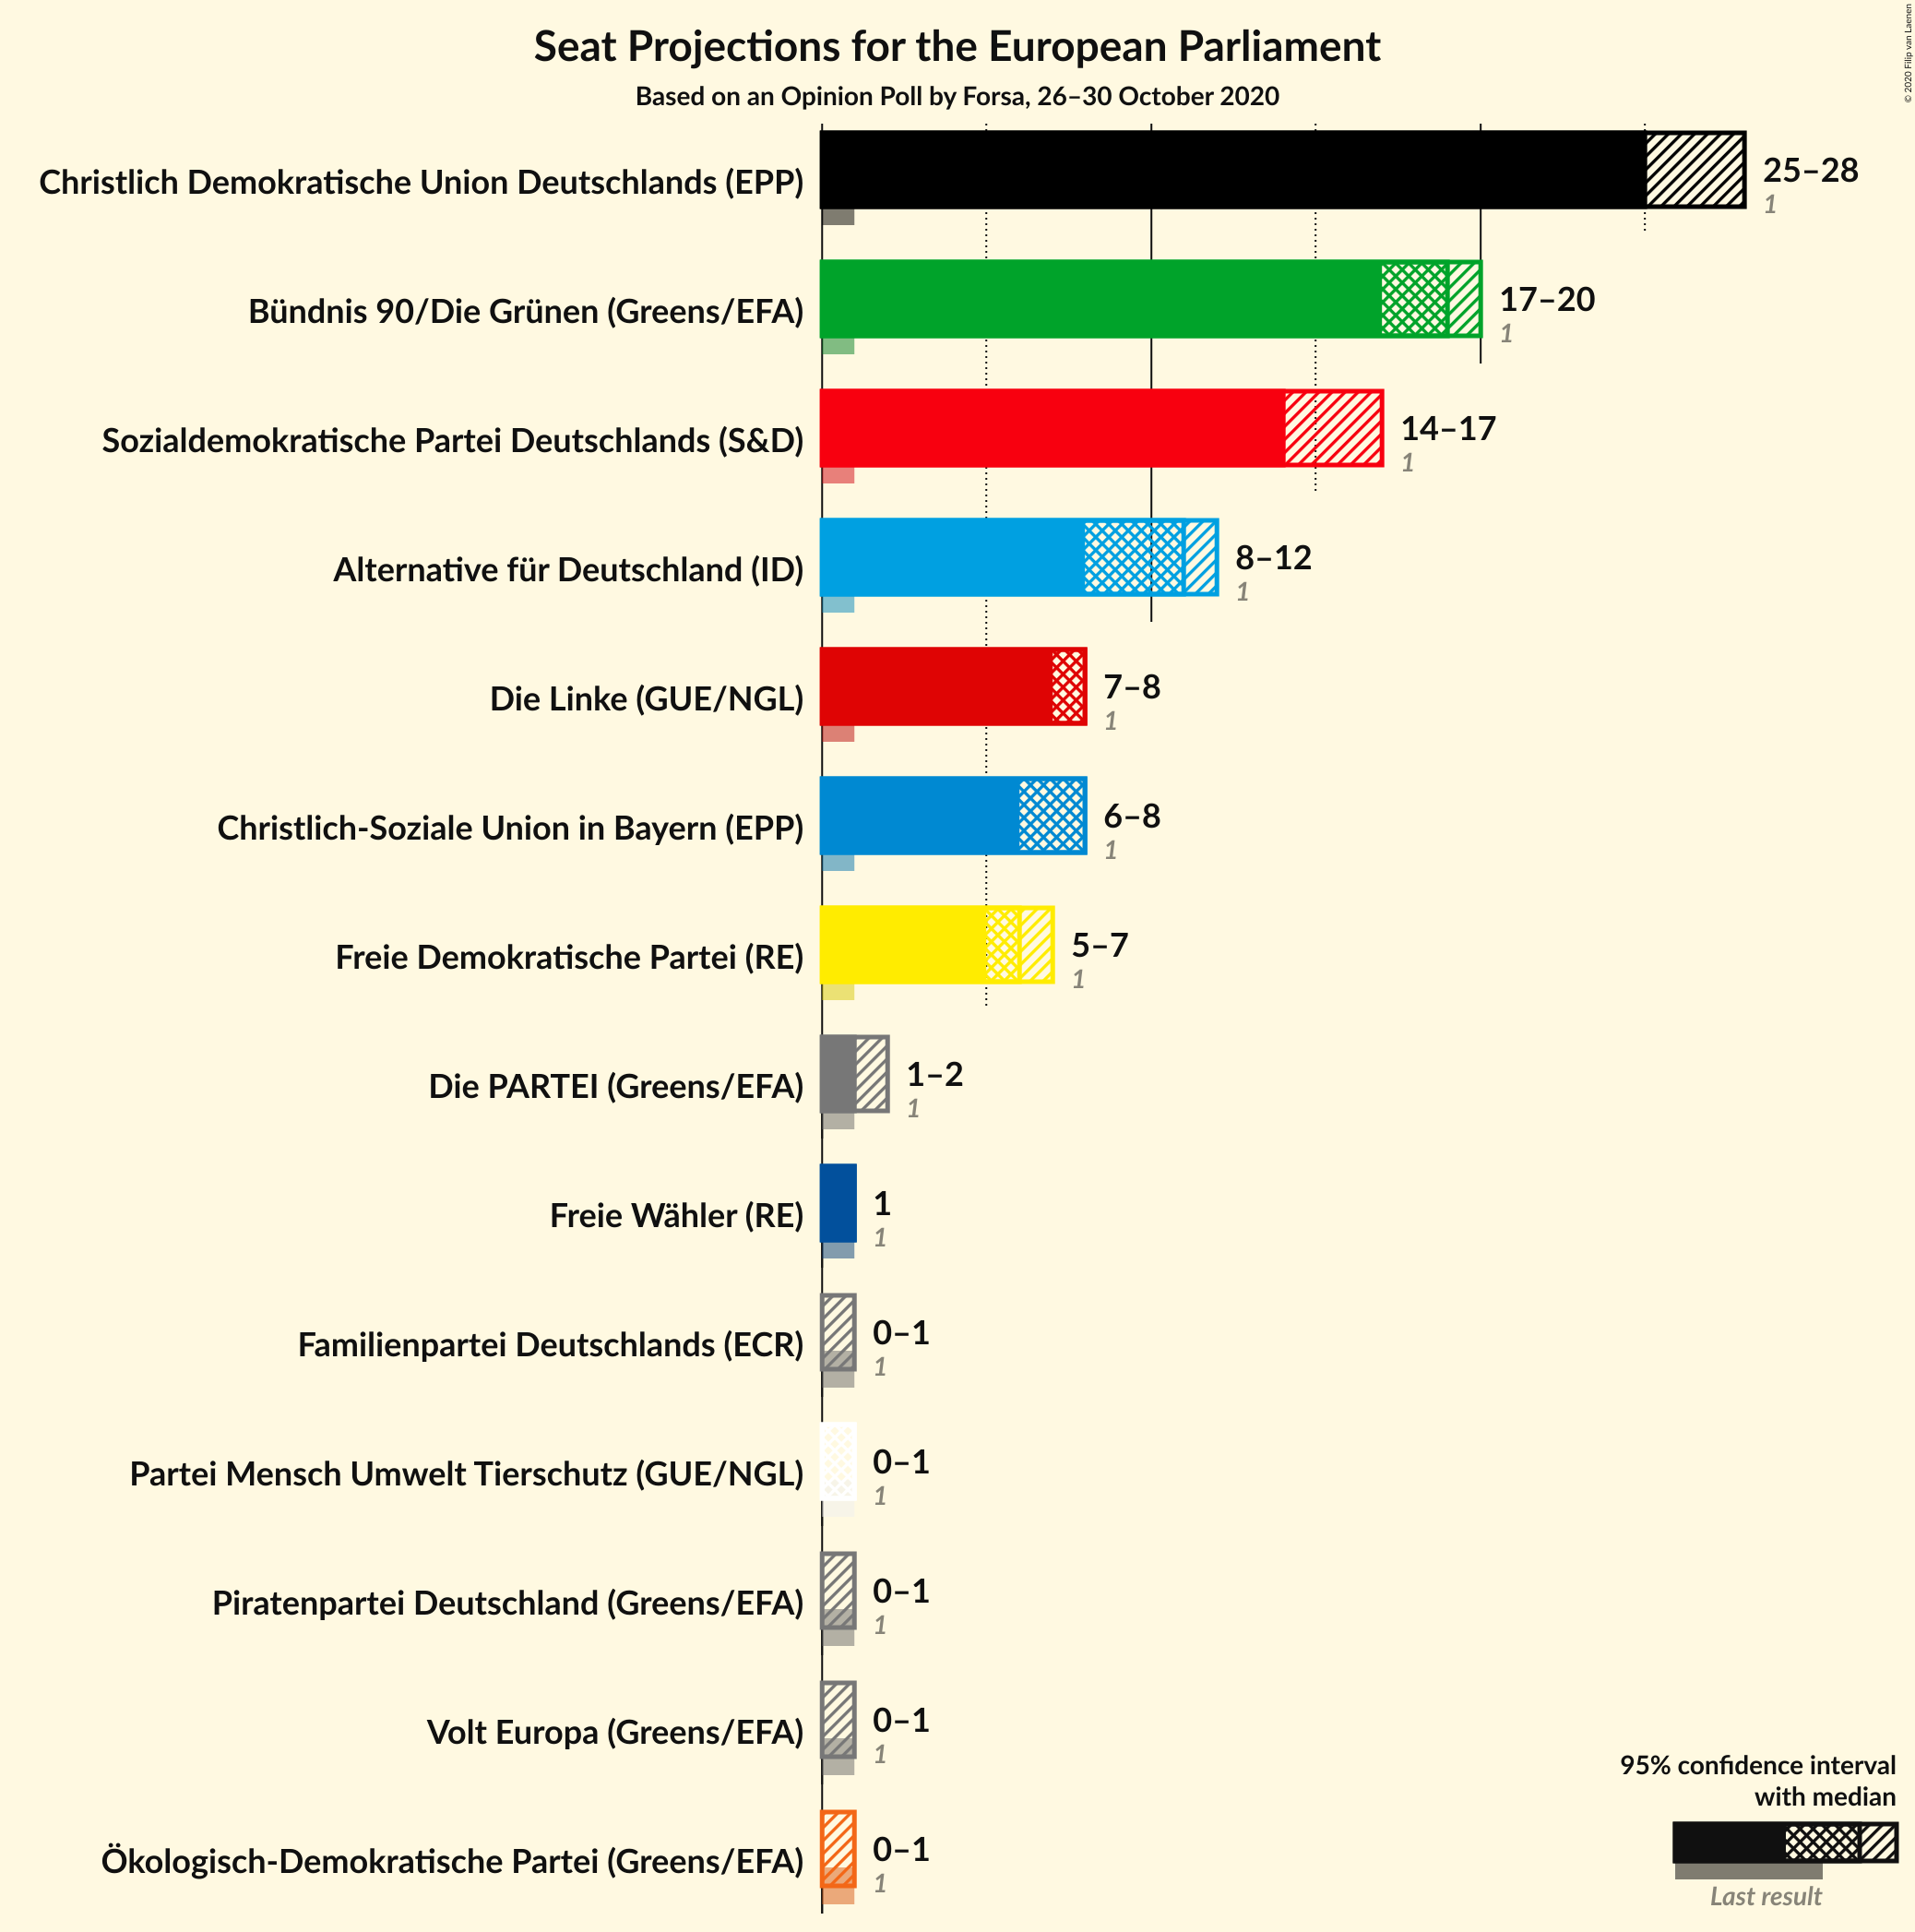 Seat Projections for the European Parliament
Based on an Opinion Poll by Forsa, 26–30 October 2020
© 2020 Filip van Laenen
Christlich Demokratische Union Deutschlands (EPP)
25–28
1
Bündnis 90/Die Grünen (Greens/EFA)
17–20
1
Sozialdemokratische Partei Deutschlands (S&D)
14–17
1
Alternative für Deutschland (ID)
8–12
1
Die Linke (GUE/NGL)
7–8
1
Christlich-Soziale Union in Bayern (EPP)
6–8
1
Freie Demokratische Partei (RE)
5–7
1
Die PARTEI (Greens/EFA)
1–2
1
Freie Wähler (RE)
1
1
Familienpartei Deutschlands (ECR)
0–1
1
Partei Mensch Umwelt Tierschutz (GUE/NGL)
0–1
1
Piratenpartei Deutschland (Greens/EFA)
0–1
1
Volt Europa (Greens/EFA)
0–1
1
Ökologisch-Demokratische Partei (Greens/EFA)
0–1
1
95% confidence interval
with median
Last result